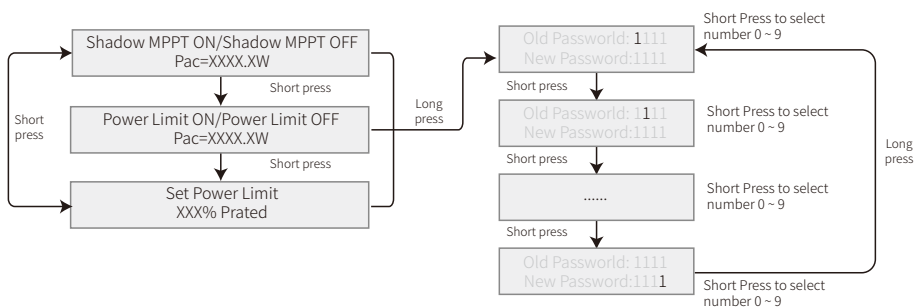 Shadow MPPT ON/Shadow MPPT OFF
Pac=XXXX.XW
Short press
Power Limit ON/Power Limit OFF
Pac=XXXX.XW
Short press
Set Power Limit
XXX% Prated
Short
press
Long
press
Old Passworld: 1111
New Password:1111
Short Press to select
number 0 ~ 9
Short press
Old Passworld: 1111
New Password:1111
Short Press to select
number 0 ~ 9
Short press
......
Short Press to select
number 0 ~ 9
Short press
Old Passworld: 1111
New Passworld:1111
Short Press to select
number 0 ~ 9
Long
press